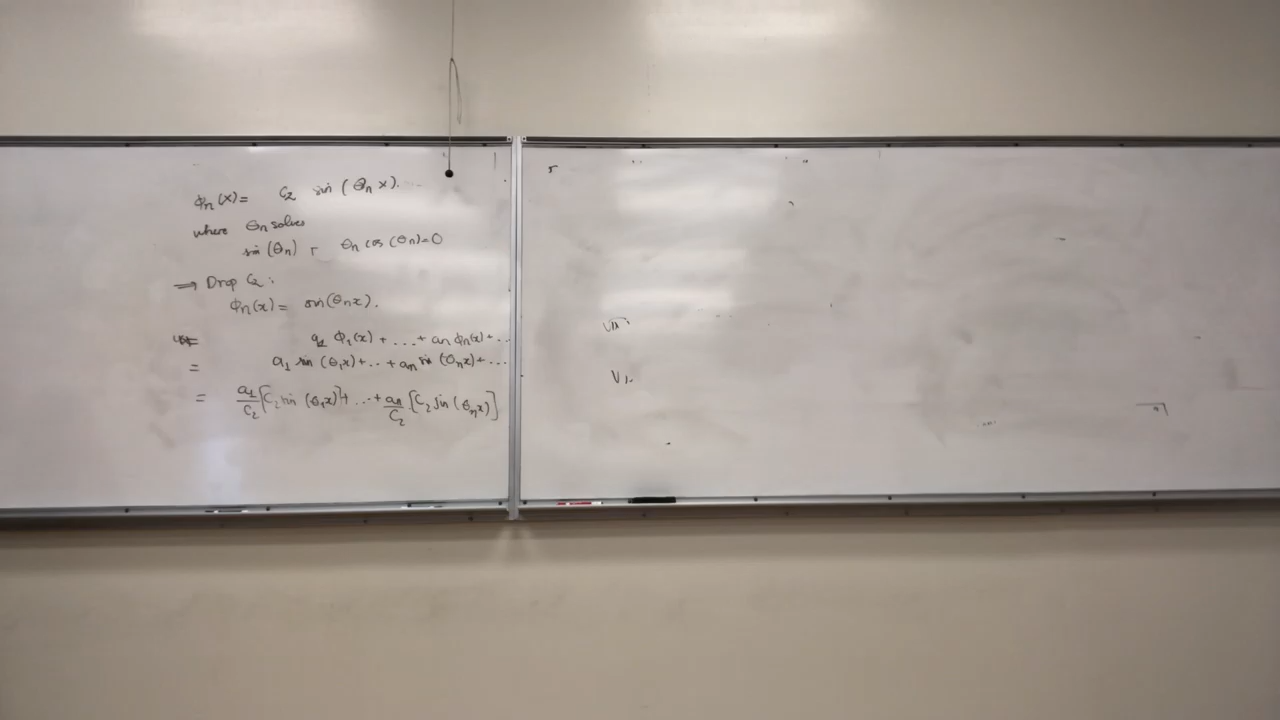 ϕn(x) = C2 sin(θn x).
where θn solves
sin(θn) + θn cos(θn)=0
⟹ Drop C2:
ϕn(x) = sin(θn x).
= a1 ϕ1(x) + ... + an ϕn(x) + ...
= a1 sin(θ1x) + .. + an sin(θnx) + ...
= a1/C2 [C2 sin(θ1x)] + ... + an/C2 [C2 sin(θnx)]